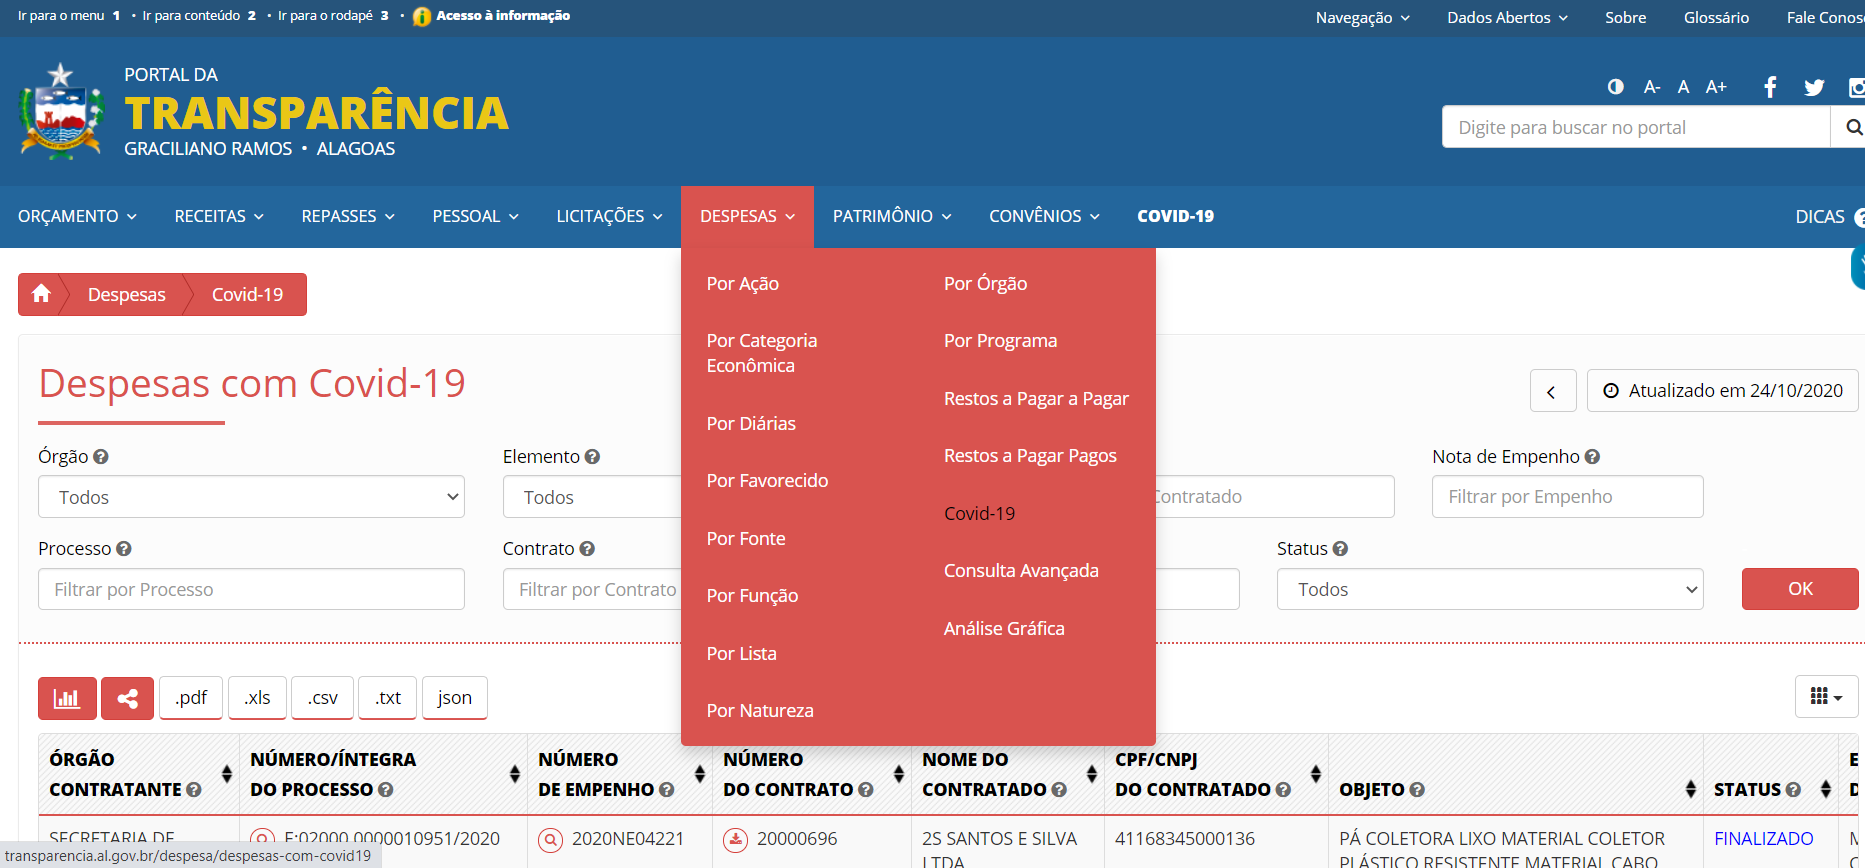 Ir para o menu 1 • Ir para conteúdo 2 • Ir para o rodapé 3 • Acesso à informação
Navegação Dados Abertos Sobre Glossário Fale Conos
PORTAL DA
TRANSPARÊNCIA
GRACILIANO RAMOS • ALAGOAS
A- A A+
Digite para buscar no portal
ORÇAMENTO RECEITAS REPASSES PESSOAL LICITAÇÕES DESPESAS PATRIMÔNIO CONVÊNIOS COVID-19 DICAS
Por Ação
Por Categoria
Econômica
Por Diárias
Por Favorecido
Por Fonte
Por Função
Por Lista
Por Natureza
Por Órgão
Por Programa
Restos a Pagar a Pagar
Restos a Pagar Pagos
Covid-19
Consulta Avançada
Análise Gráfica
Despesas Covid-19
Despesas com Covid-19
Atualizado em 24/10/2020
Órgão
Todos
Elemento
Todos
Contratado
Nota de Empenho
Filtrar por Empenho
Processo
Filtrar por Processo
Contrato
Filtrar por Contrato
Status
Todos
OK
.pdf .xls .csv .txt json
ÓRGÃO
CONTRATANTE
NÚMERO/ÍNTEGRA
DO PROCESSO
NÚMERO
DE EMPENHO
NÚMERO
DO CONTRATO
NOME DO
CONTRATADO
CPF/CNPJ
DO CONTRATADO
OBJETO
STATUS
E
D
SECRETARIA DE
E:02000.0000010951/2020
2020NE04221
20000696
2S SANTOS E SILVA
LTDA
41168345000136
PÁ COLETORA LIXO MATERIAL COLETOR
PLÁSTICO RESISTENTE MATERIAL CABO
FINALIZADO
transparencia.al.gov.br/despesa/despesas-com-covid19